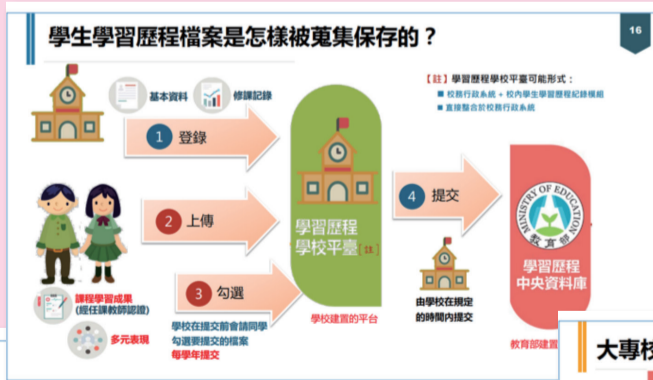 學生學習歷程檔案是怎樣被蒐集保存的？
16
基本資料
修課記錄
1 登錄
2 上傳
3 勾選
課程學習成果
(經任課教師認證)
多元表現
學校在提交前會請同學
勾選要提交的檔案
每學年提交
學習歷程
學校平臺[註]
學校建置的平台
【註】學習歷程學校平臺可能形式：
■ 校務行政系統 + 校內學生學習歷程紀錄模組
■ 直接整合於校務行政系統
4 提交
由學校在規定
的時間內提交
MINISTRY OF EDUCATION
教育部
學習歷程
中央資料庫
教育部建置
大專校